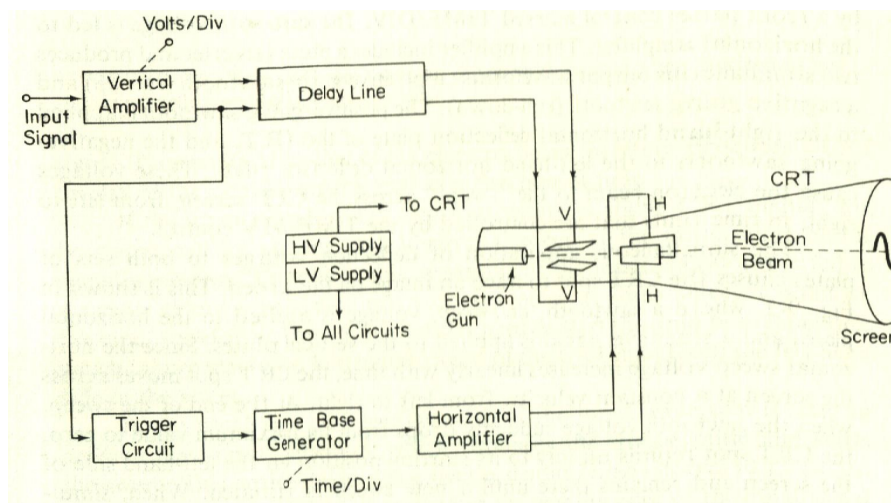 Volts/Div
Vertical
Amplifier
Delay Line
Input
Signal
To CRT
HV Supply
LV Supply
To All Circuits
Electron
Gun
V
V
H
H
CRT
Electron
Beam
Screen
Trigger
Circuit
Time Base
Generator
Horizontal
Amplifier
Time/Div